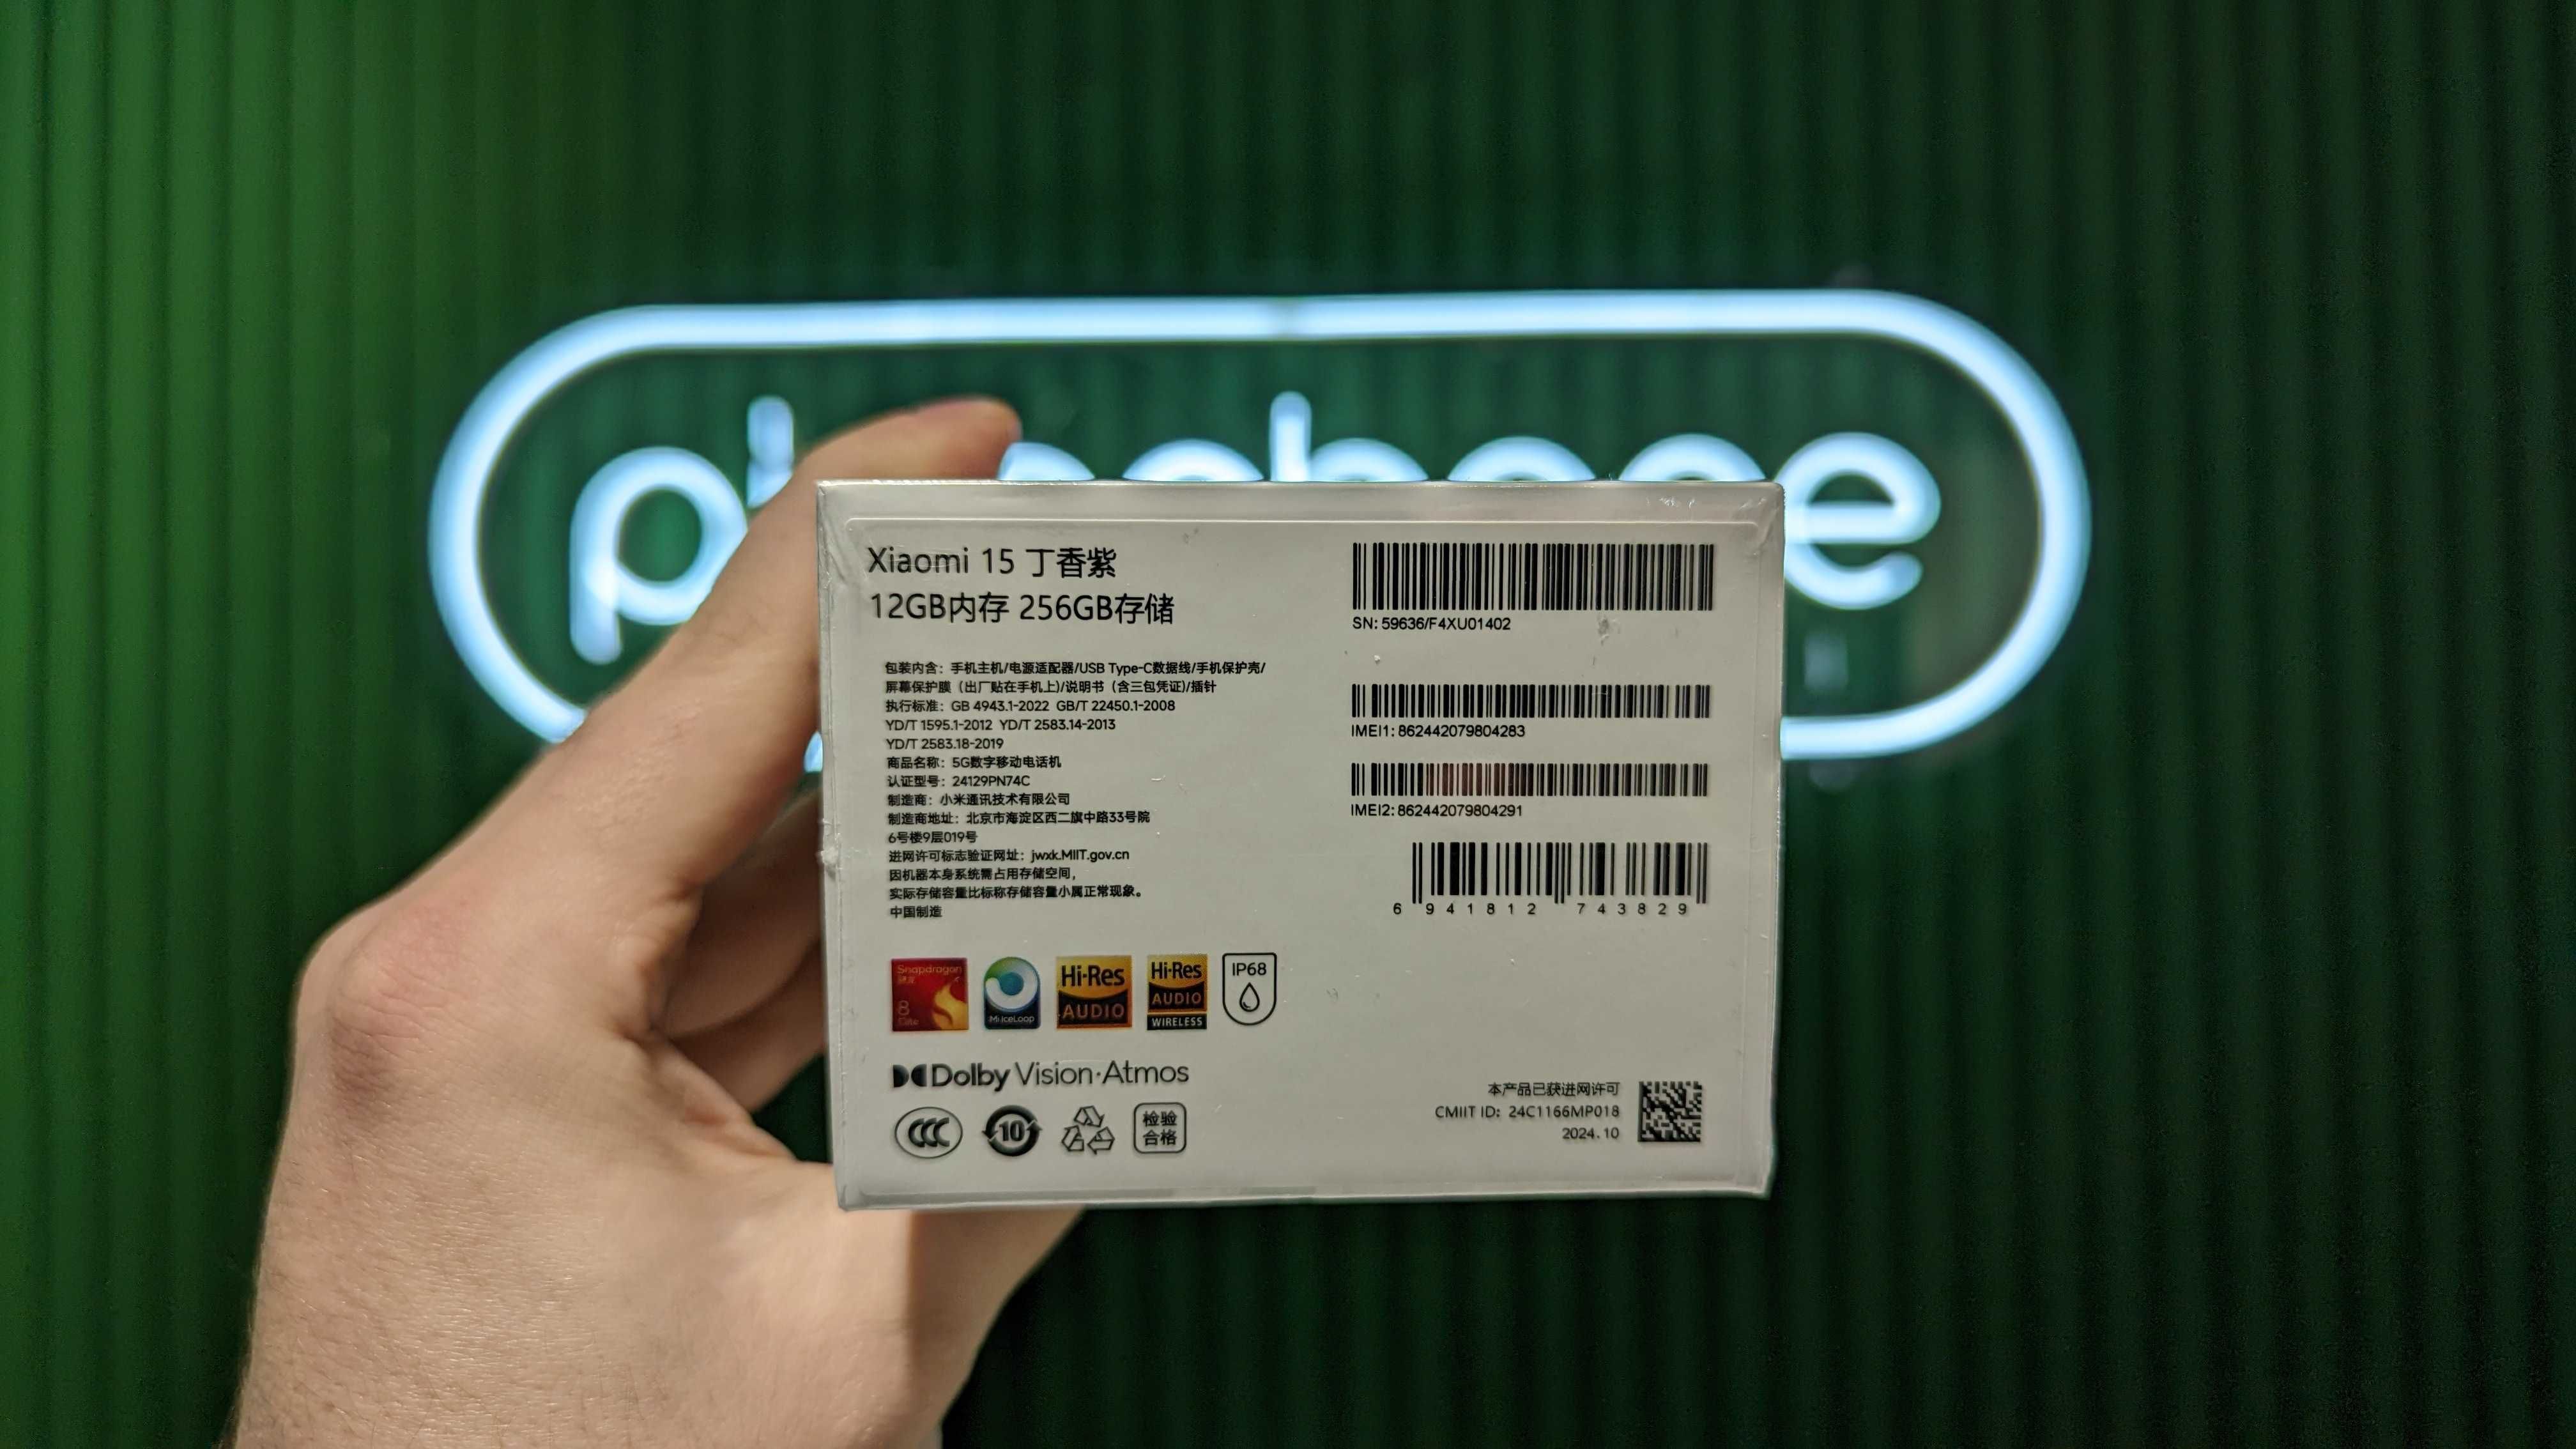 Xiaomi 15 丁香紫
12GB内存 256GB存储
包装内含：手机主机/电源适配器/USB Type-C数据线/手机保护壳/
屏幕保护膜（出厂贴在手机上)/说明书（含三包凭证)/插针
执行标准：GB 4943.1-2022 GB/T 22450.1-2008
YD/T 1595.1-2012 YD/T 2583.14-2013
YD/T 2583.18-2019
商品名称：5G数字移动电话机
认证型号：24129PN74C
制造商：小米通讯技术有限公司
制造商地址：北京市海淀区西二旗中路33号院
6号楼9层019号
进网许可标志验证网址：jwxk.MIIT.gov.cn
因机器本身系统需占用存储空间，
实际存储容量比标称存储容量小属正常现象。
中国制造
SN: 59636/F4XU01402
IMEI1: 862442079804283
IMEI2: 862442079804291
6 941812 743829
Snapdragon
骁龙
8
Elite
Mi IceLoop
Hi-Res
AUDIO
Hi-Res
AUDIO
WIRELESS
IP68
Dolby Vision·Atmos
CCC
10
检验
合格
本产品已获进网许可
CMIIT ID: 24C1166MP018
2024.10